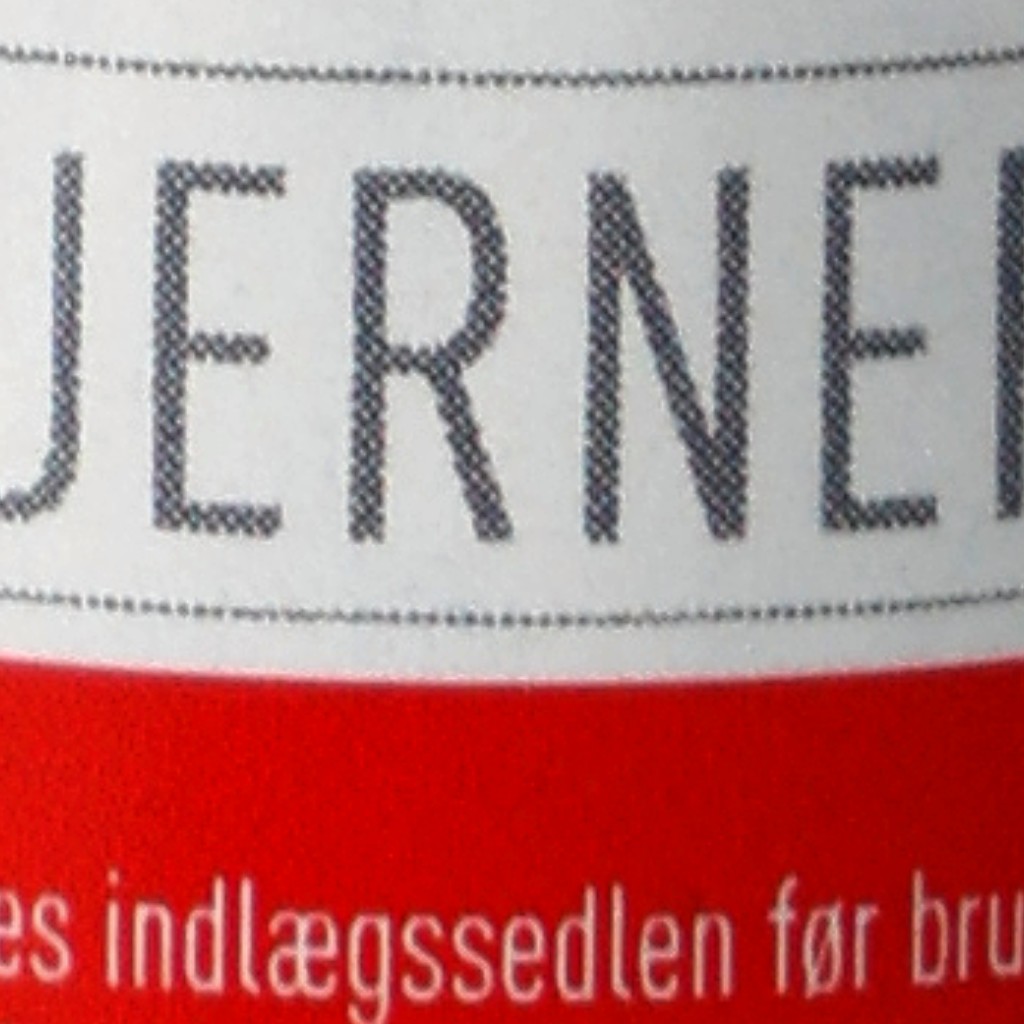 JERNE
es indlægssedlen før bru